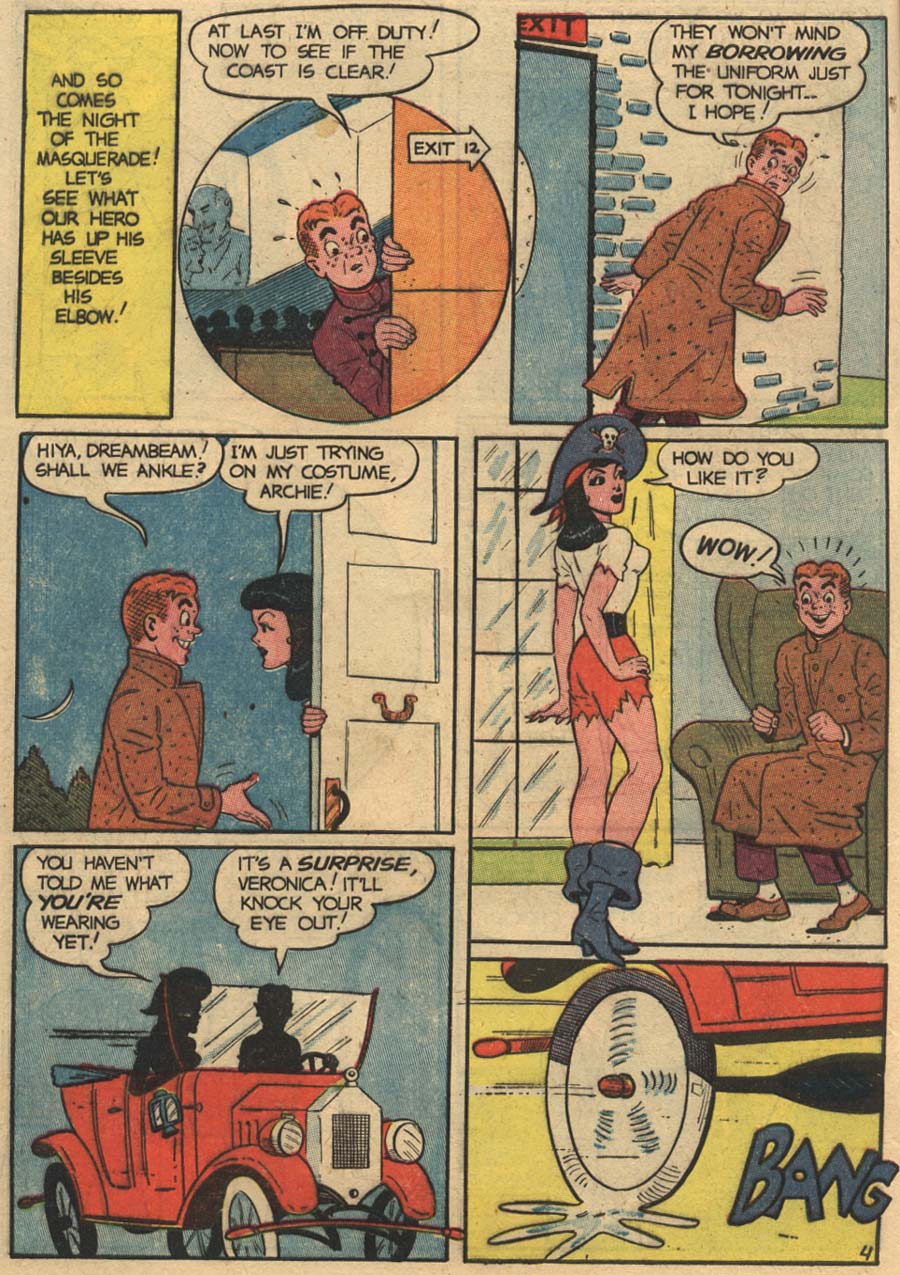 AND SO
COMES
THE NIGHT
OF THE
MASQUERADE!
LET'S
SEE WHAT
OUR HERO
HAS UP HIS
SLEEVE
BESIDES
HIS
ELBOW!
AT LAST I'M OFF DUTY!
NOW TO SEE IF THE
COAST IS CLEAR!
EXIT 12
EXIT
THEY WON'T MIND
MY BORROWING
THE UNIFORM JUST
FOR TONIGHT--
I HOPE!
HIYA, DREAMBEAM!
SHALL WE ANKLE?
I'M JUST TRYING
ON MY COSTUME,
ARCHIE!
HOW DO YOU
LIKE IT?
WOW!
YOU HAVEN'T
TOLD ME WHAT
YOU'RE
WEARING
YET!
IT'S A SURPRISE,
VERONICA! IT'LL
KNOCK YOUR
EYE OUT!
BANG
4